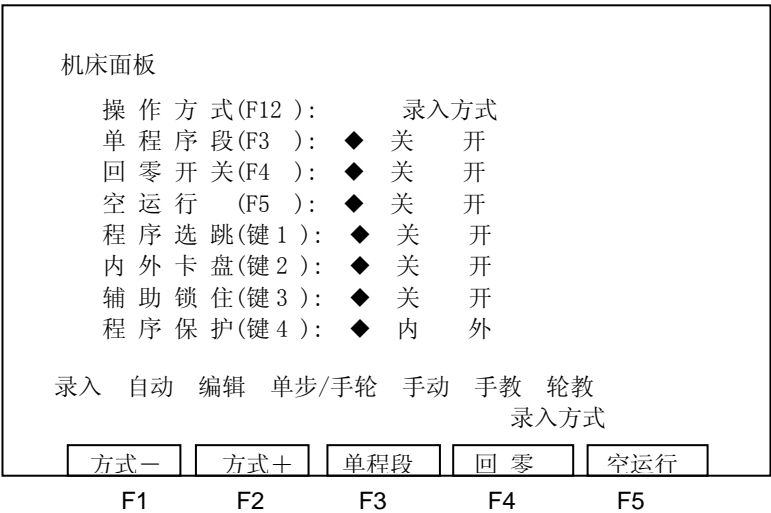 机床面板
操 作 方 式(F12 ): 录入方式
单 程 序 段(F3 ): ◆ 关 开
回 零 开 关(F4 ): ◆ 关 开
空 运 行 (F5 ): ◆ 关 开
程 序 选 跳(键 1 ): ◆ 关 开
内 外 卡 盘(键 2 ): ◆ 关 开
辅 助 锁 住(键 3 ): ◆ 关 开
程 序 保 护(键 4 ): ◆ 内 外
录入 自动 编辑 单步/手轮 手动 手教 轮教
录入方式
方式－ 方式＋ 单程段 回 零 空运行
F1 F2 F3 F4 F5